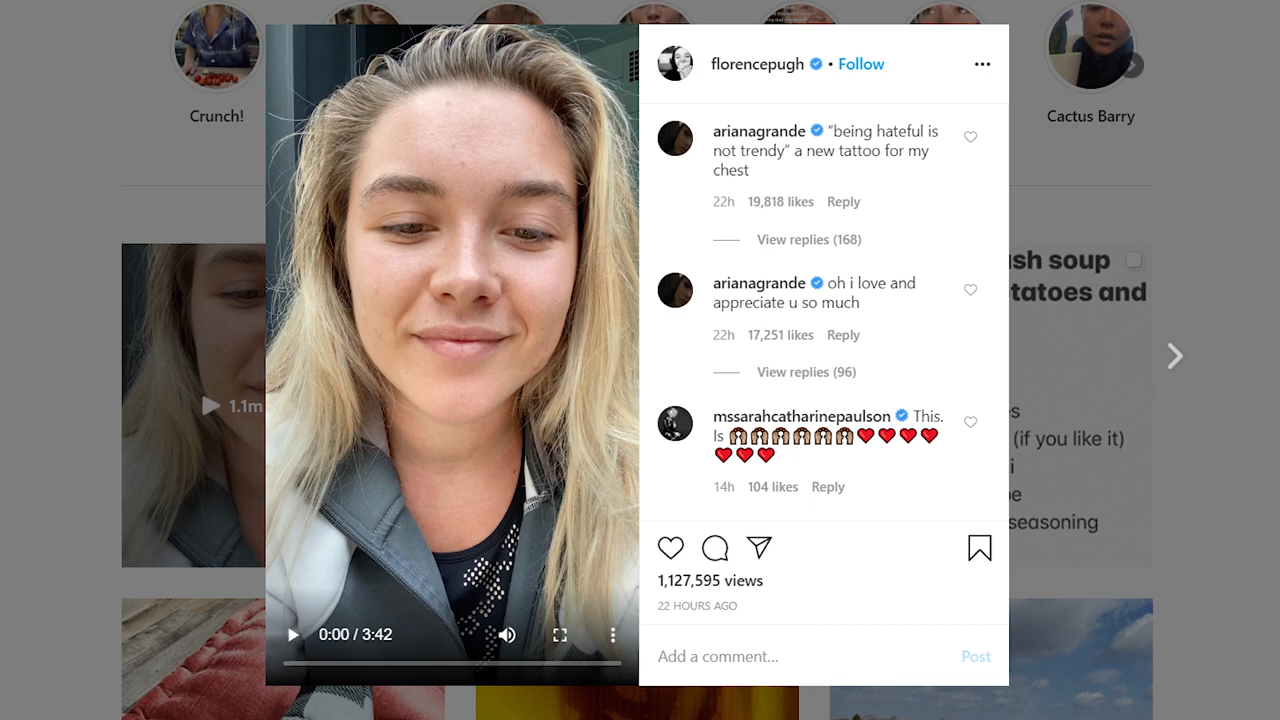 Crunch!
Cactus Barry
florencepugh • Follow
arianagrande "being hateful is
not trendy" a new tattoo for my
chest
22h 19,818 likes Reply
View replies (168)
arianagrande oh i love and
appreciate u so much
22h 17,251 likes Reply
View replies (96)
mssarahcatharinepaulson This.
Is
14h 104 likes Reply
1,127,595 views
22 HOURS AGO
Add a comment... Post
0:00 / 3:42
1.1m
soup
and
(if you like it)
seasoning